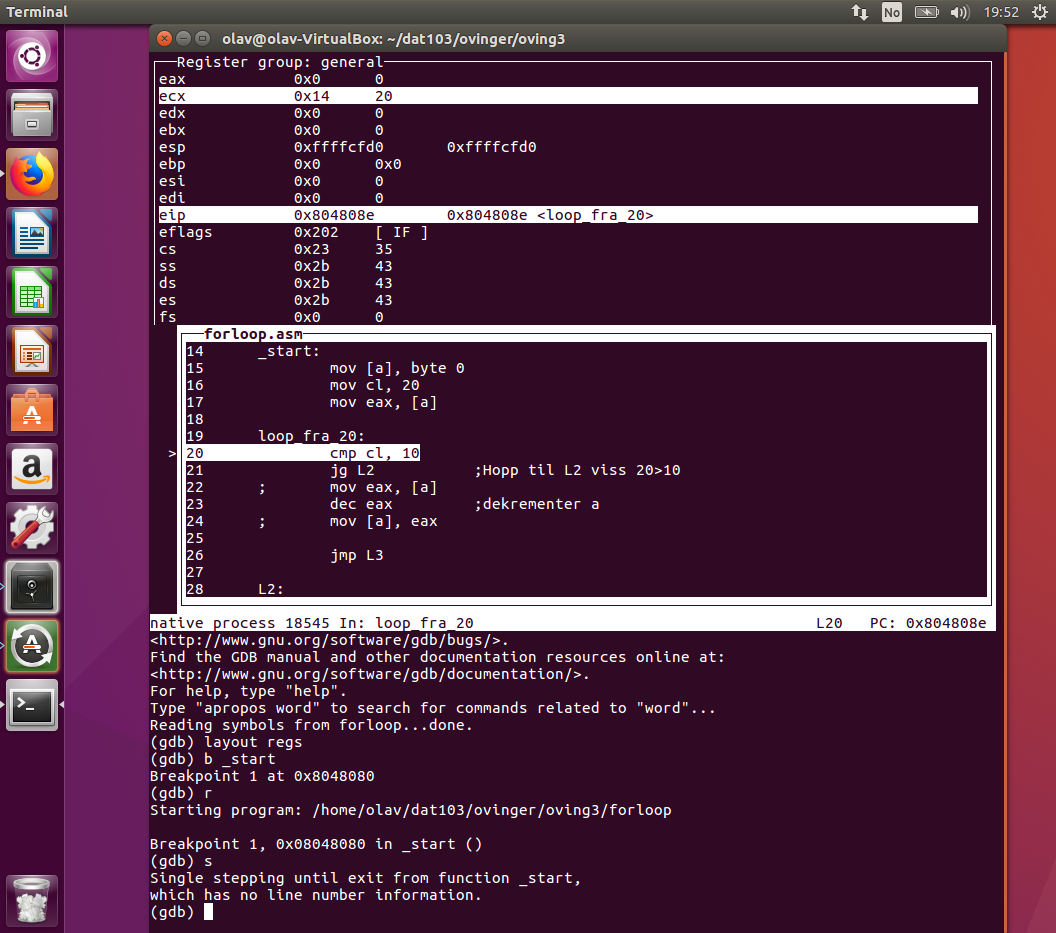 Terminal
No
19:52
olav@olav-VirtualBox: ~/dat103/ovinger/oving3
Register group: general
eax 0x0 0
ecx 0x14 20
edx 0x0 0
ebx 0x0 0
esp 0xffffcfd0 0xffffcfd0
ebp 0x0 0x0
esi 0x0 0
edi 0x0 0
eip 0x804808e 0x804808e <loop_fra_20>
eflags 0x202 [ IF ]
cs 0x23 35
ss 0x2b 43
ds 0x2b 43
es 0x2b 43
fs 0x0 0
forloop.asm
14 _start:
15 mov [a], byte 0
16 mov cl, 20
17 mov eax, [a]
18
19 loop_fra_20:
> 20 cmp cl, 10
21 jg L2 ;Hopp til L2 viss 20>10
22 ; mov eax, [a]
23 dec eax ;dekrementer a
24 ; mov [a], eax
25
26 jmp L3
27
28 L2:
native process 18545 In: loop_fra_20 L20 PC: 0x804808e
<http://www.gnu.org/software/gdb/bugs/>.
Find the GDB manual and other documentation resources online at:
<http://www.gnu.org/software/gdb/documentation/>.
For help, type "help".
Type "apropos word" to search for commands related to "word"...
Reading symbols from forloop...done.
(gdb) layout regs
(gdb) b _start
Breakpoint 1 at 0x8048080
(gdb) r
Starting program: /home/olav/dat103/ovinger/oving3/forloop
Breakpoint 1, 0x08048080 in _start ()
(gdb) s
Single stepping until exit from function _start,
which has no line number information.
(gdb)